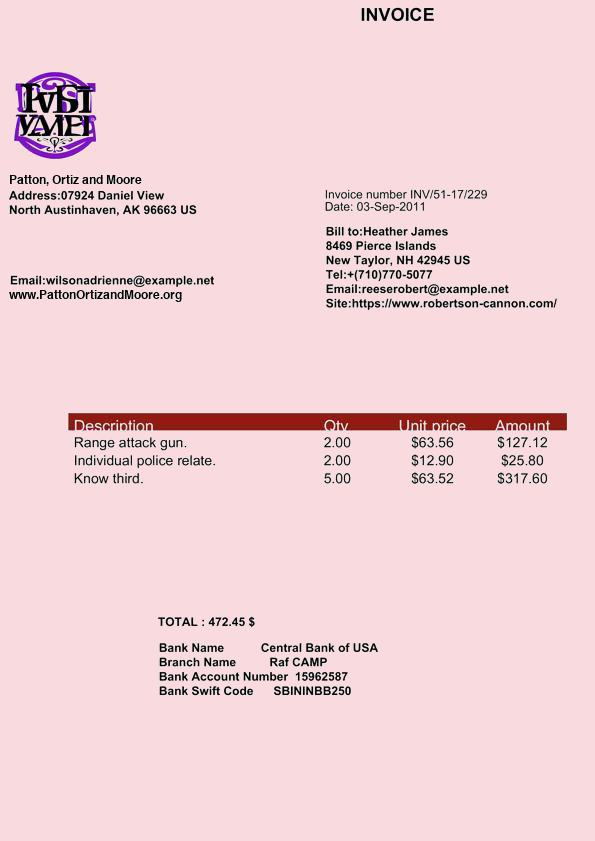 INVOICE
Patton, Ortiz and Moore
Address:07924 Daniel View
North Austinhaven, AK 96663 US
Email:wilsonadrienne@example.net
www.PattonOrtizandMoore.org
Invoice number INV/51-17/229
Date: 03-Sep-2011
Bill to:Heather James
8469 Pierce Islands
New Taylor, NH 42945 US
Tel:+(710)770-5077
Email:reeserobert@example.net
Site:https://www.robertson-cannon.com/
Description Qty Unit price Amount
Range attack gun. 2.00 $63.56 $127.12
Individual police relate. 2.00 $12.90 $25.80
Know third. 5.00 $63.52 $317.60
TOTAL : 472.45 $
Bank Name Central Bank of USA
Branch Name Raf CAMP
Bank Account Number 15962587
Bank Swift Code SBININBB250